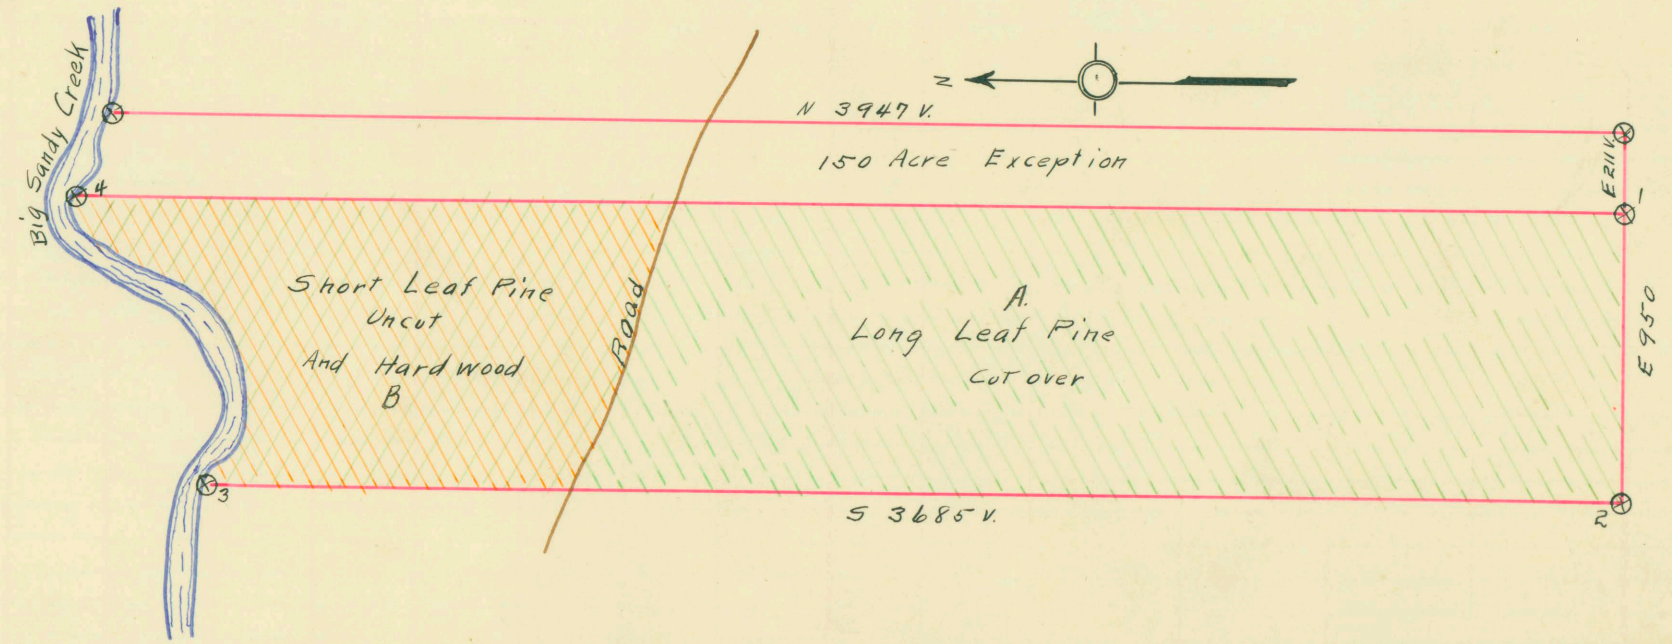 Big Sandy Creek
N
N 3947 V.
150 Acre Exception
E 211 V.
1
4
Short Leaf Pine
Uncut
And Hardwood
B
Road
A.
Long Leaf Pine
Cut over
E 950
3
S 3685 V.
2